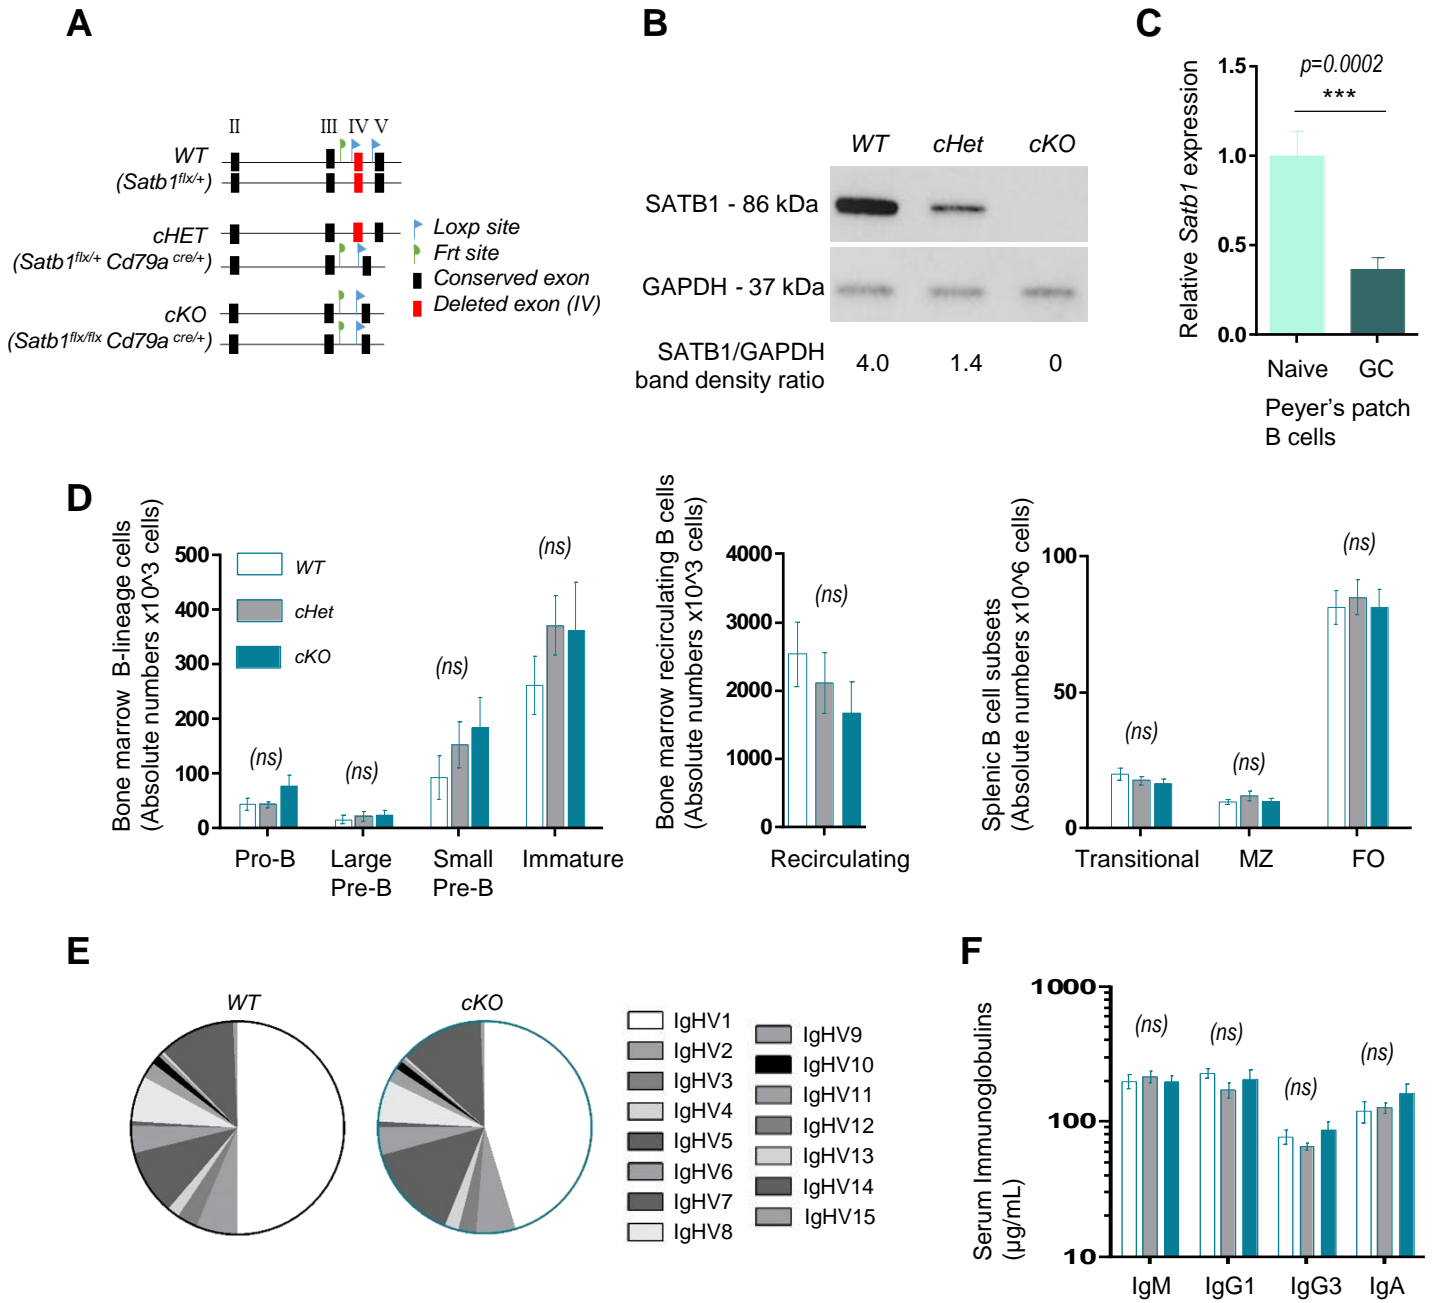 A
II III IV V
WT
(Satb1flx/+)
cHET
(Satb1flx/+ Cd79a cre/+)
cKO
(Satb1flx/flx Cd79a cre/+)
Loxp site
Frt site
Conserved exon
Deleted exon (IV)
B
WT cHet cKO
SATB1 - 86 kDa
GAPDH - 37 kDa
SATB1/GAPDH
band density ratio
4.0 1.4 0
C
Relative Satb1 expression
1.5
1.0
0.5
0.0
p=0.0002
***
Naive GC
Peyer's patch
B cells
D
Bone marrow B-lineage cells
(Absolute numbers x10^3 cells)
500
400
300
200
100
0
WT
cHet
cKO
(ns)
(ns)
(ns)
(ns)
Pro-B
Large
Pre-B
Small
Pre-B
Immature
Bone marrow recirculating B cells
(Absolute numbers x10^3 cells)
4000
3000
2000
1000
0
(ns)
Recirculating
Splenic B cell subsets
(Absolute numbers x10^6 cells)
100
50
0
(ns)
(ns)
(ns)
Transitional MZ FO
E
WT
cKO
IgHV1
IgHV2
IgHV3
IgHV4
IgHV5
IgHV6
IgHV7
IgHV8
IgHV9
IgHV10
IgHV11
IgHV12
IgHV13
IgHV14
IgHV15
F
Serum Immunoglobulins
(µg/mL)
1000
100
10
(ns)
(ns)
(ns)
(ns)
IgM IgG1 IgG3 IgA